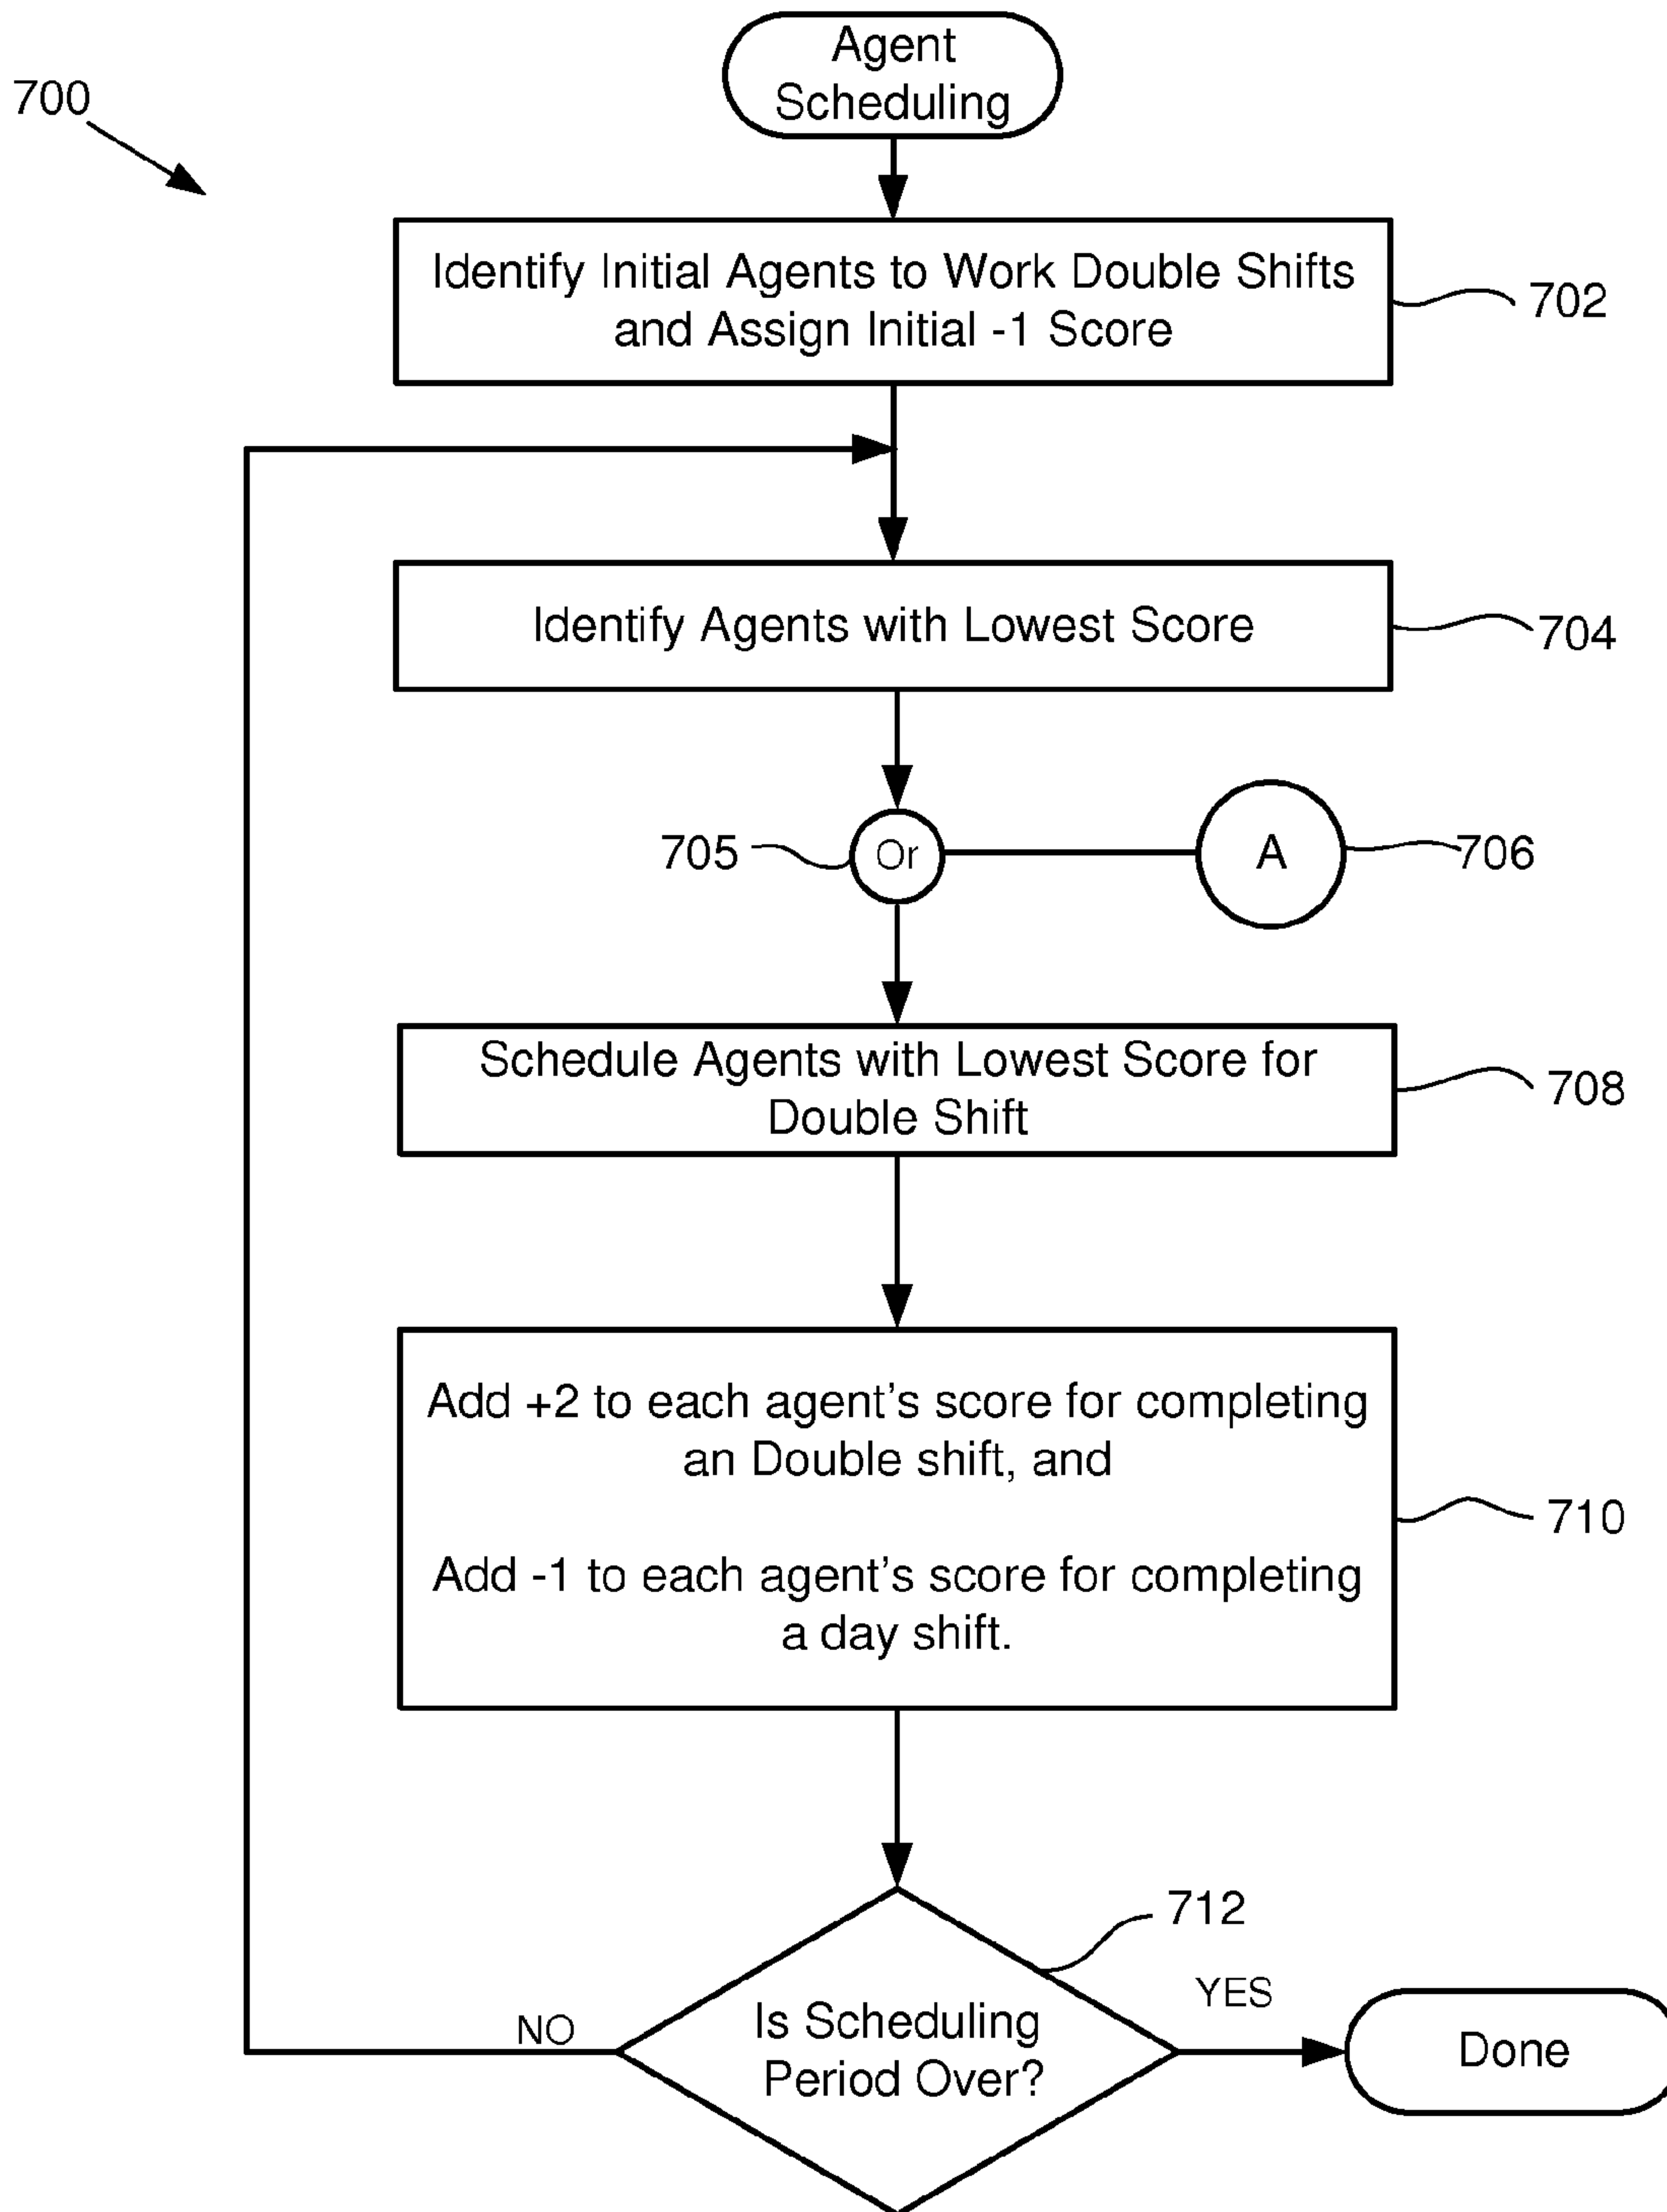 Agent
Scheduling
700
Identify Initial Agents to Work Double Shifts
and Assign Initial -1 Score
702
Identify Agents with Lowest Score
704
705
Or
A
706
Schedule Agents with Lowest Score for
Double Shift
708
Add +2 to each agent's score for completing
an Double shift, and
Add -1 to each agent's score for completing
a day shift.
710
712
Is Scheduling
Period Over?
NO
YES
Done